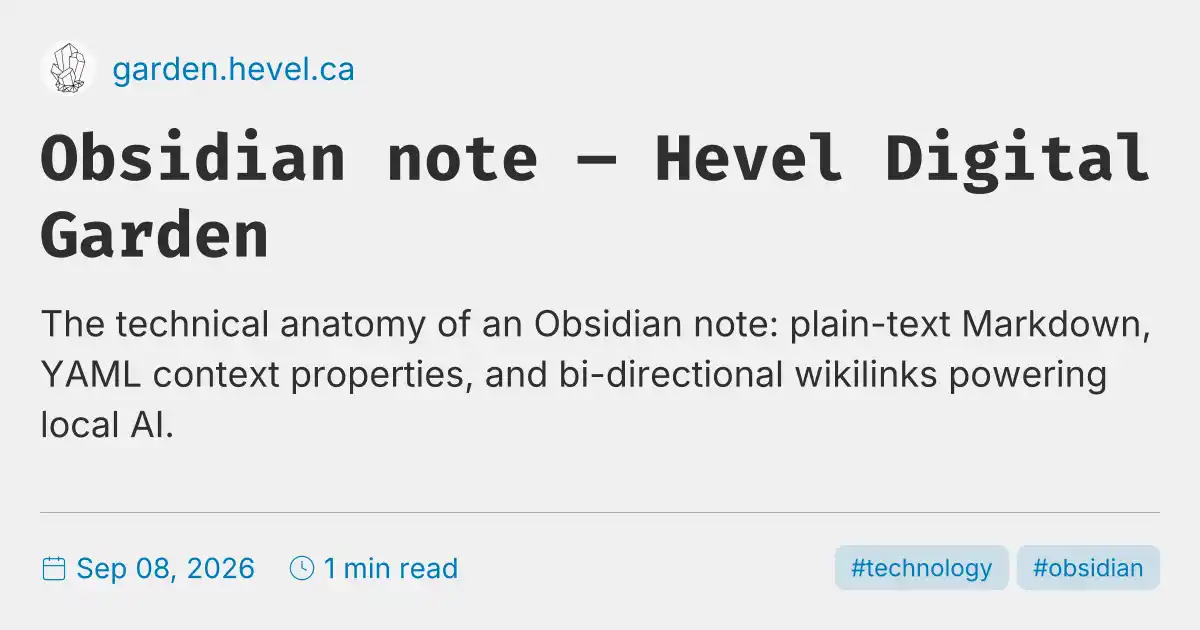 garden.hevel.ca
Obsidian note — Hevel Digital
Garden
The technical anatomy of an Obsidian note: plain-text Markdown,
YAML context properties, and bi-directional wikilinks powering
local AI.
Sep 08, 2026 1 min read #technology #obsidian